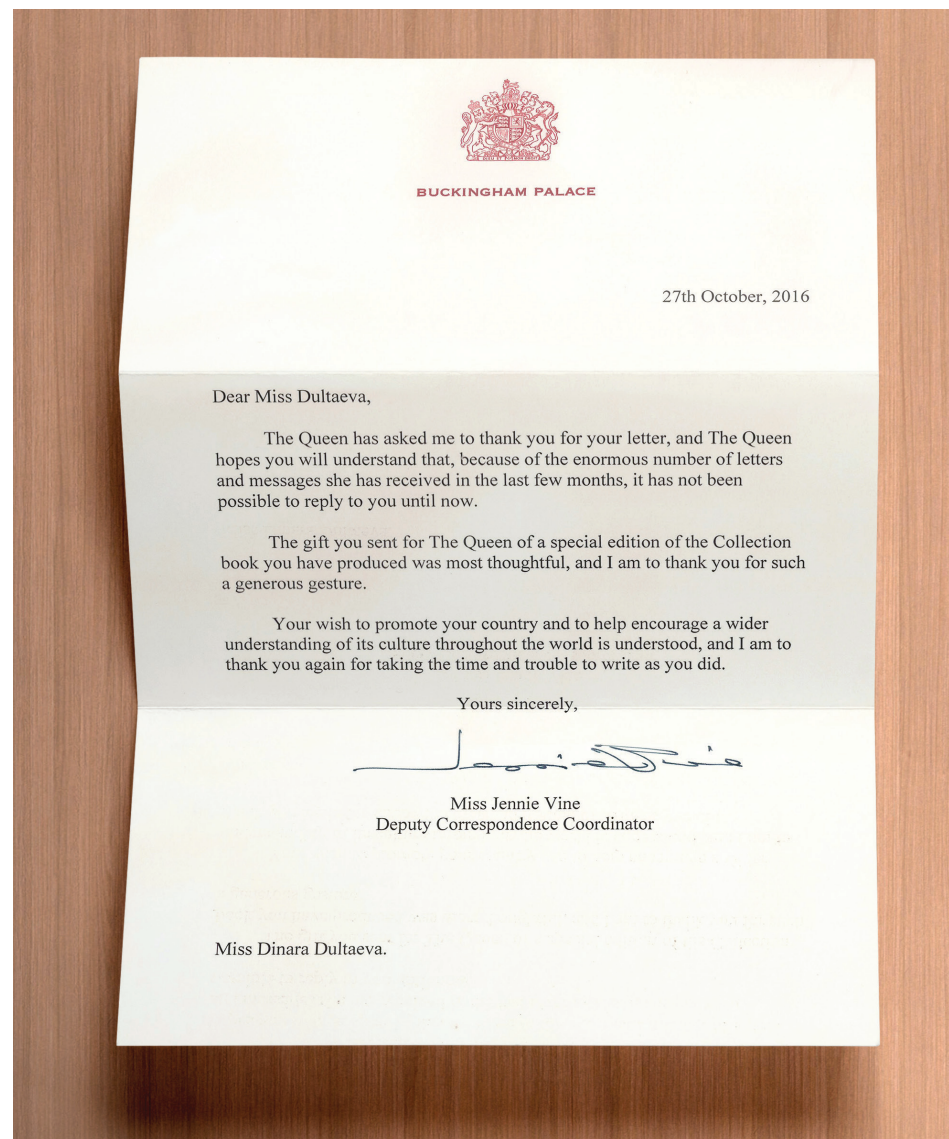 BUCKINGHAM PALACE
27th October, 2016
Dear Miss Dultaeva,
The Queen has asked me to thank you for your letter, and The Queen
hopes you will understand that, because of the enormous number of letters
and messages she has received in the last few months, it has not been
possible to reply to you until now.
The gift you sent for The Queen of a special edition of the Collection
book you have produced was most thoughtful, and I am to thank you for such
a generous gesture.
Your wish to promote your country and to help encourage a wider
understanding of its culture throughout the world is understood, and I am to
thank you again for taking the time and trouble to write as you did.
Yours sincerely,
Jennie Vine
Miss Jennie Vine
Deputy Correspondence Coordinator
Miss Dinara Dultaeva.